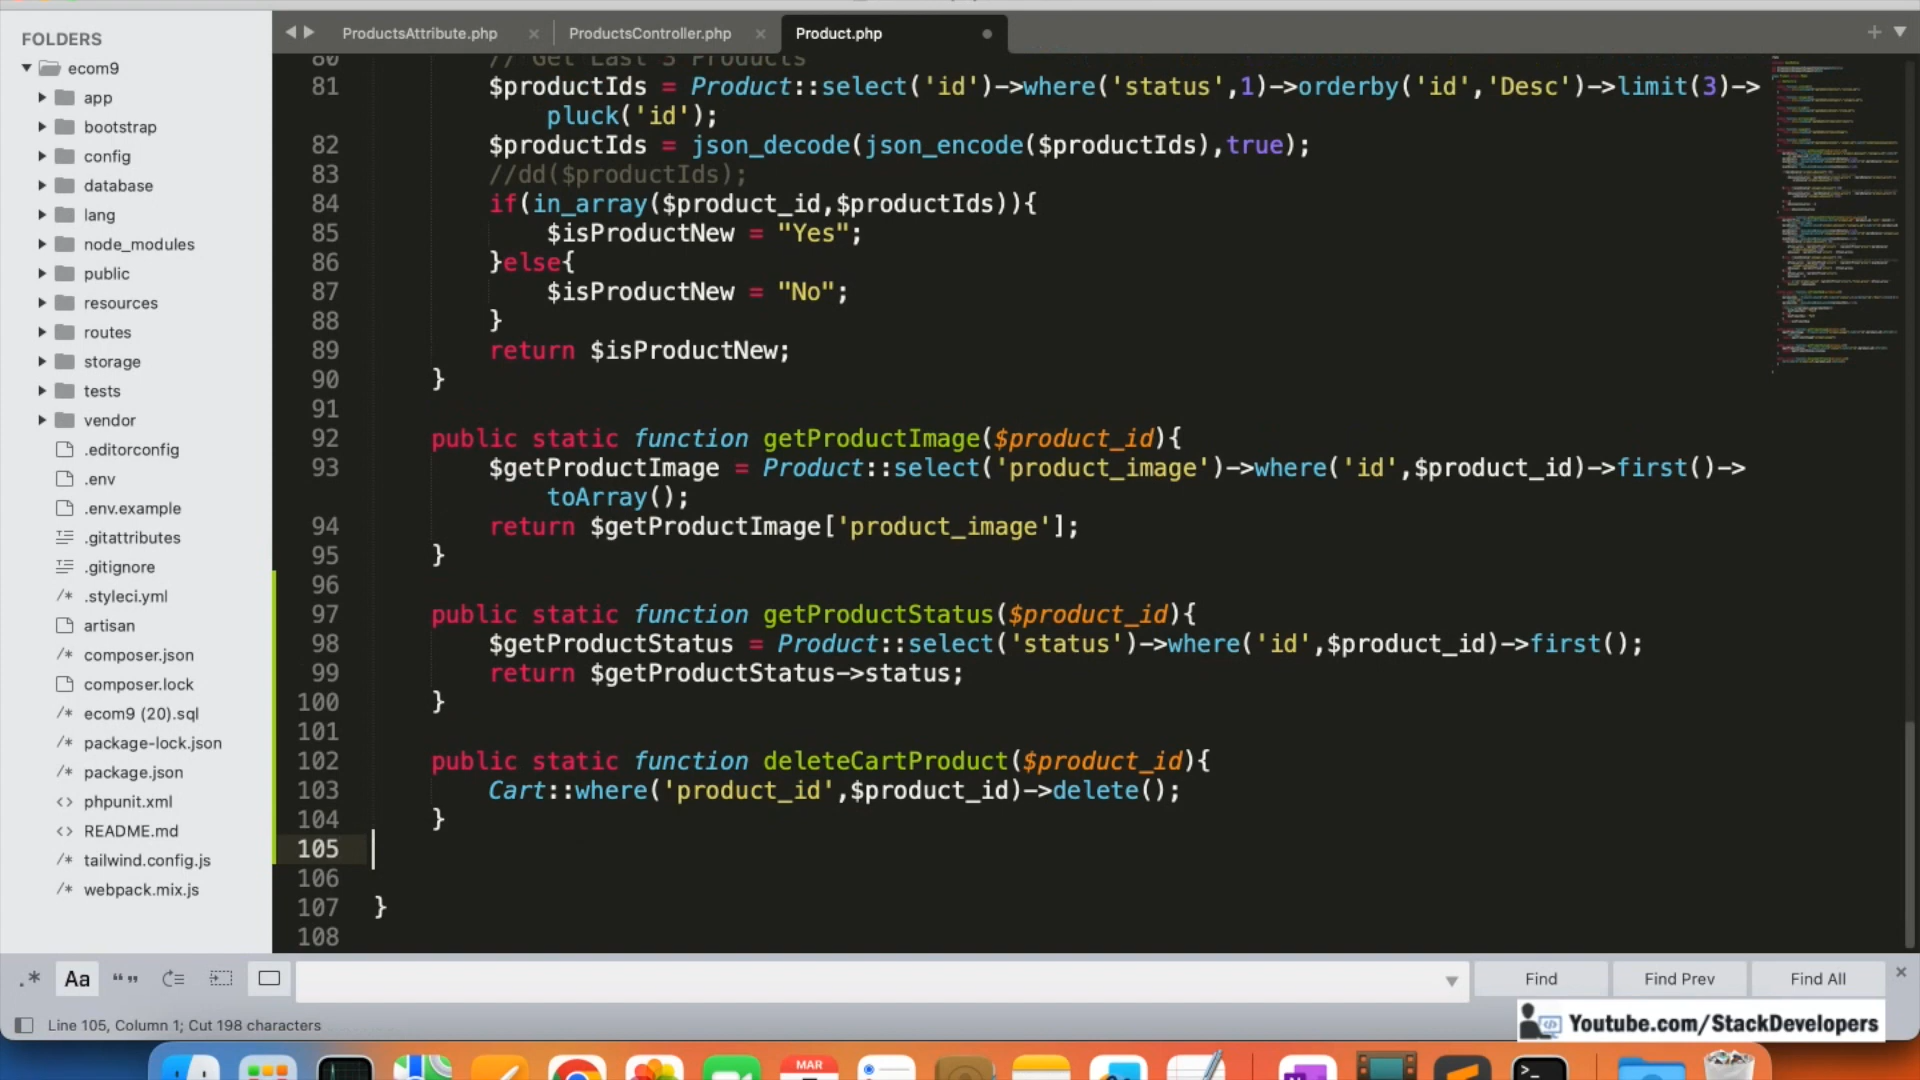 FOLDERS
ecom9
app
bootstrap
config
database
lang
node_modules
public
resources
routes
storage
tests
vendor
.editorconfig
.env
.env.example
.gitattributes
.gitignore
.styleci.yml
artisan
composer.json
composer.lock
ecom9 (20).sql
package-lock.json
package.json
phpunit.xml
README.md
tailwind.config.js
webpack.mix.js
ProductsAttribute.php × ProductsController.php × Product.php
80 // Get Last 3 Products
81 $productIds = Product::select('id')->where('status',1)->orderby('id','Desc')->limit(3)->
pluck('id');
82 $productIds = json_decode(json_encode($productIds),true);
83 //dd($productIds);
84 if(in_array($product_id,$productIds)){
85 $isProductNew = "Yes";
86 }else{
87 $isProductNew = "No";
88 }
89 return $isProductNew;
90 }
91
92 public static function getProductImage($product_id){
93 $getProductImage = Product::select('product_image')->where('id',$product_id)->first()->
toArray();
94 return $getProductImage['product_image'];
95 }
96
97 public static function getProductStatus($product_id){
98 $getProductStatus = Product::select('status')->where('id',$product_id)->first();
99 return $getProductStatus->status;
100 }
101
102 public static function deleteCartProduct($product_id){
103 Cart::where('product_id',$product_id)->delete();
104 }
105
106
107 }
108
.* Aa “” Find Find Prev Find All ×
Line 105, Column 1; Cut 198 characters
Youtube.com/StackDevelopers
MAR